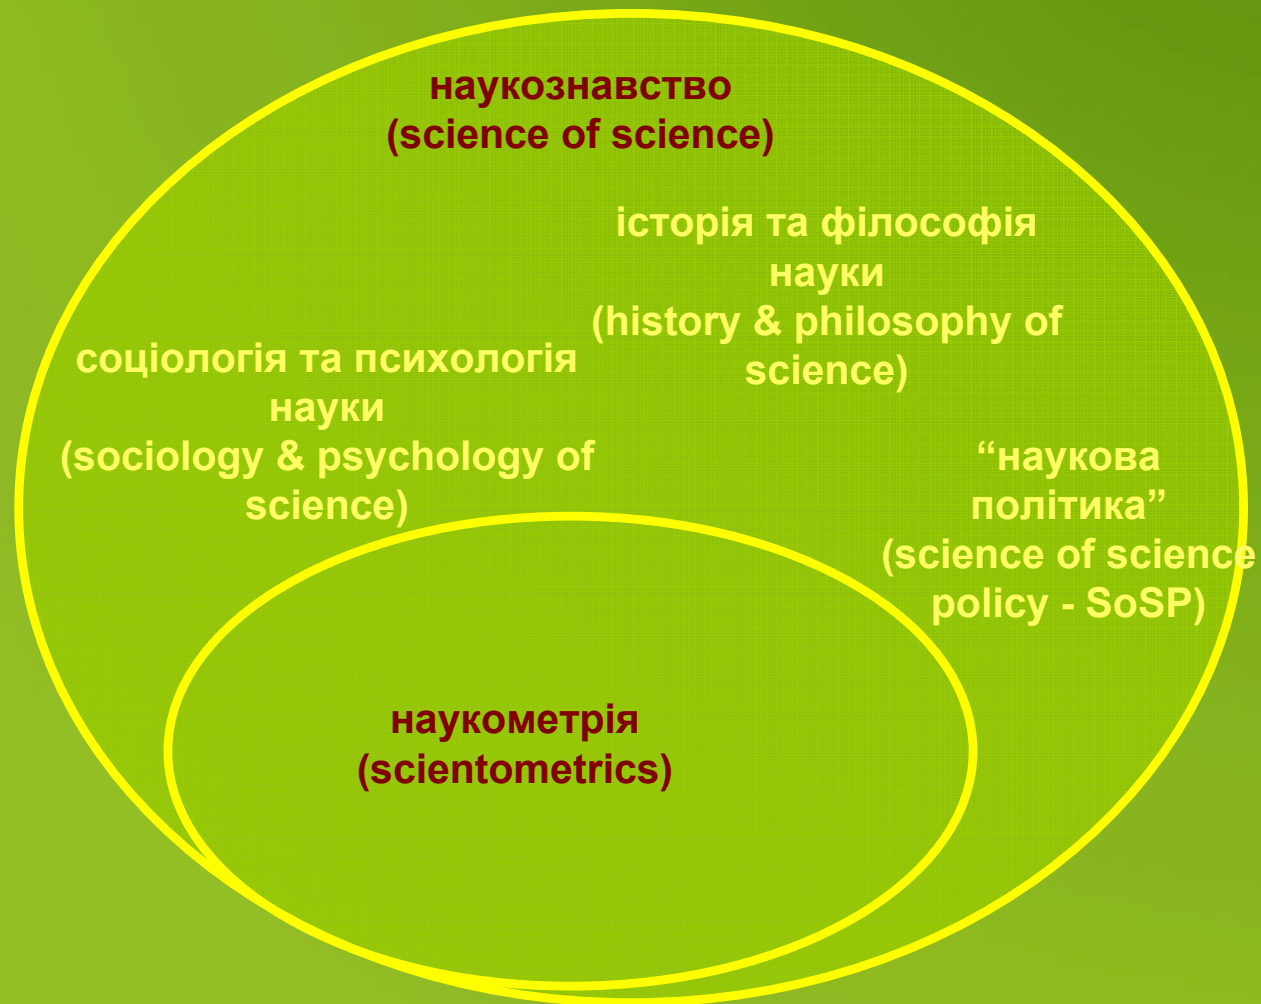 наукознавство
(science of science)
історія та філософія
науки
(history & philosophy of
science)
соціологія та психологія
науки
(sociology & psychology of
science)
“наукова
політика”
(science of science
policy - SoSP)
наукометрія
(scientometrics)